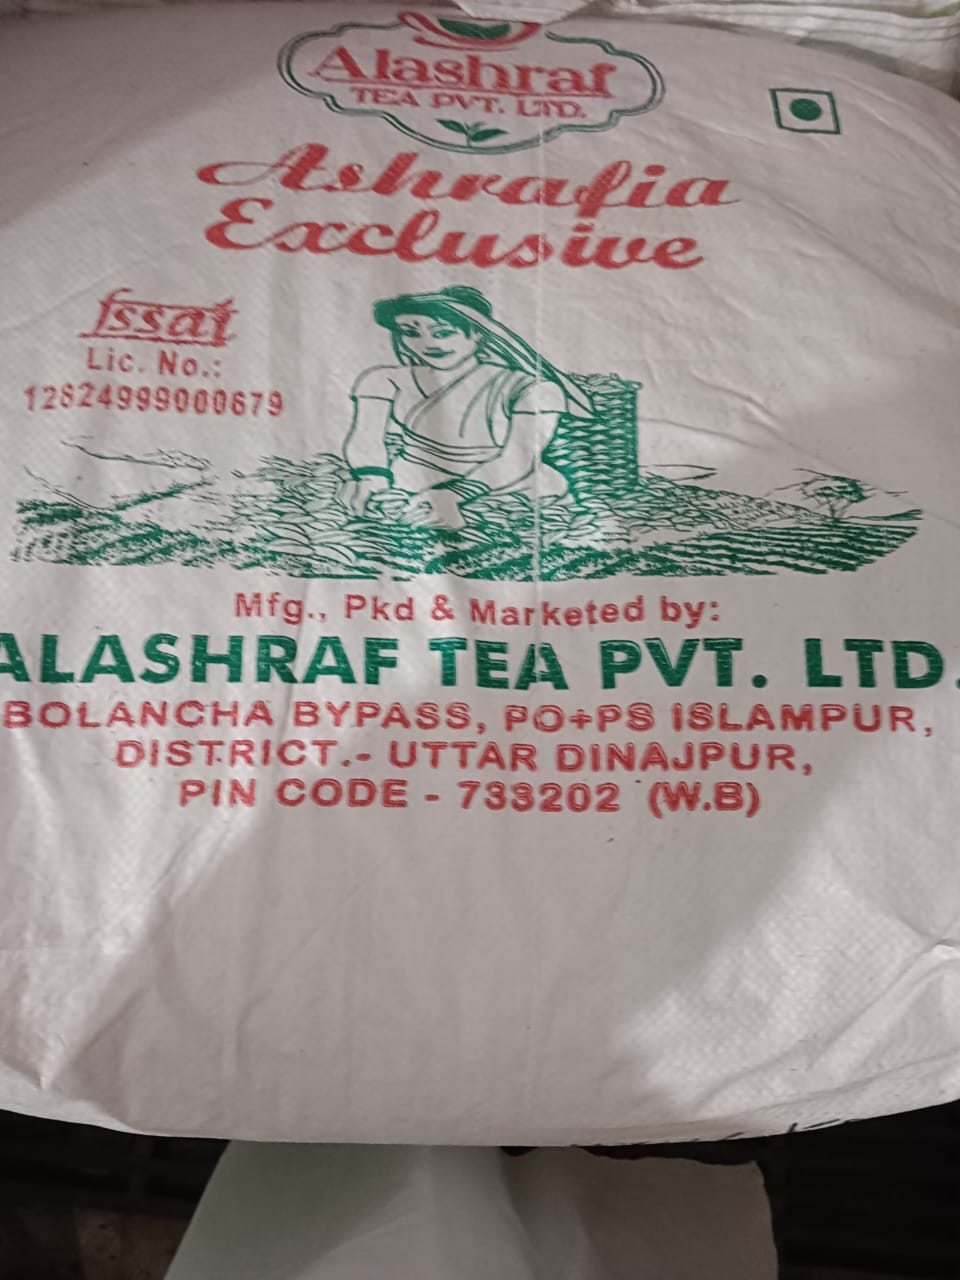 Alashraf
TEA PVT. LTD.
Ashrafia
Exclusive
fssai
Lic. No.:
12824999000679
Mfg., Pkd & Marketed by:
ALASHRAF TEA PVT. LTD.
BOLANCHA BYPASS, PO+PS ISLAMPUR,
DISTRICT.- UTTAR DINAJPUR,
PIN CODE - 733202 (W.B)